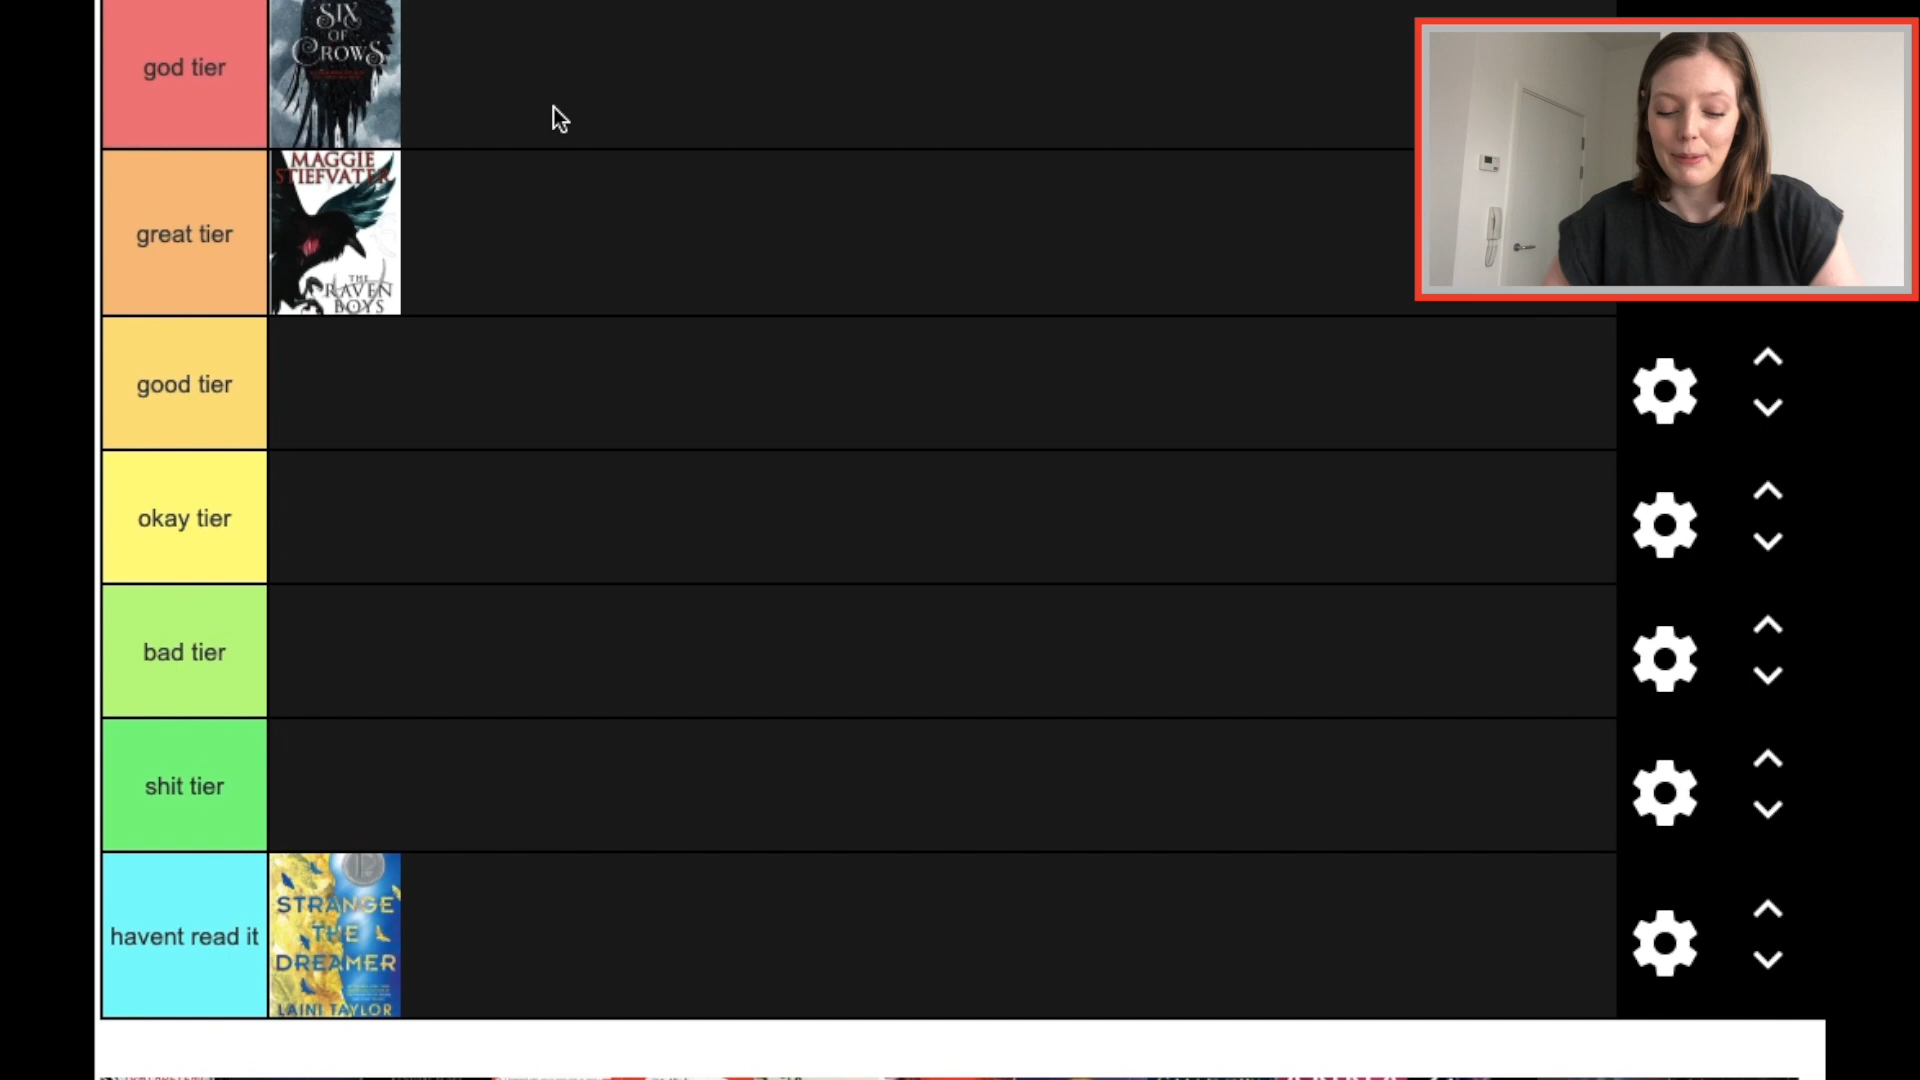 god tier
SIX
OF
CROWS
great tier
MAGGIE
STIEFVATER
THE
RAVEN
BOYS
good tier
okay tier
bad tier
shit tier
havent read it
STRANGE
THE
DREAMER
LAINI TAYLOR